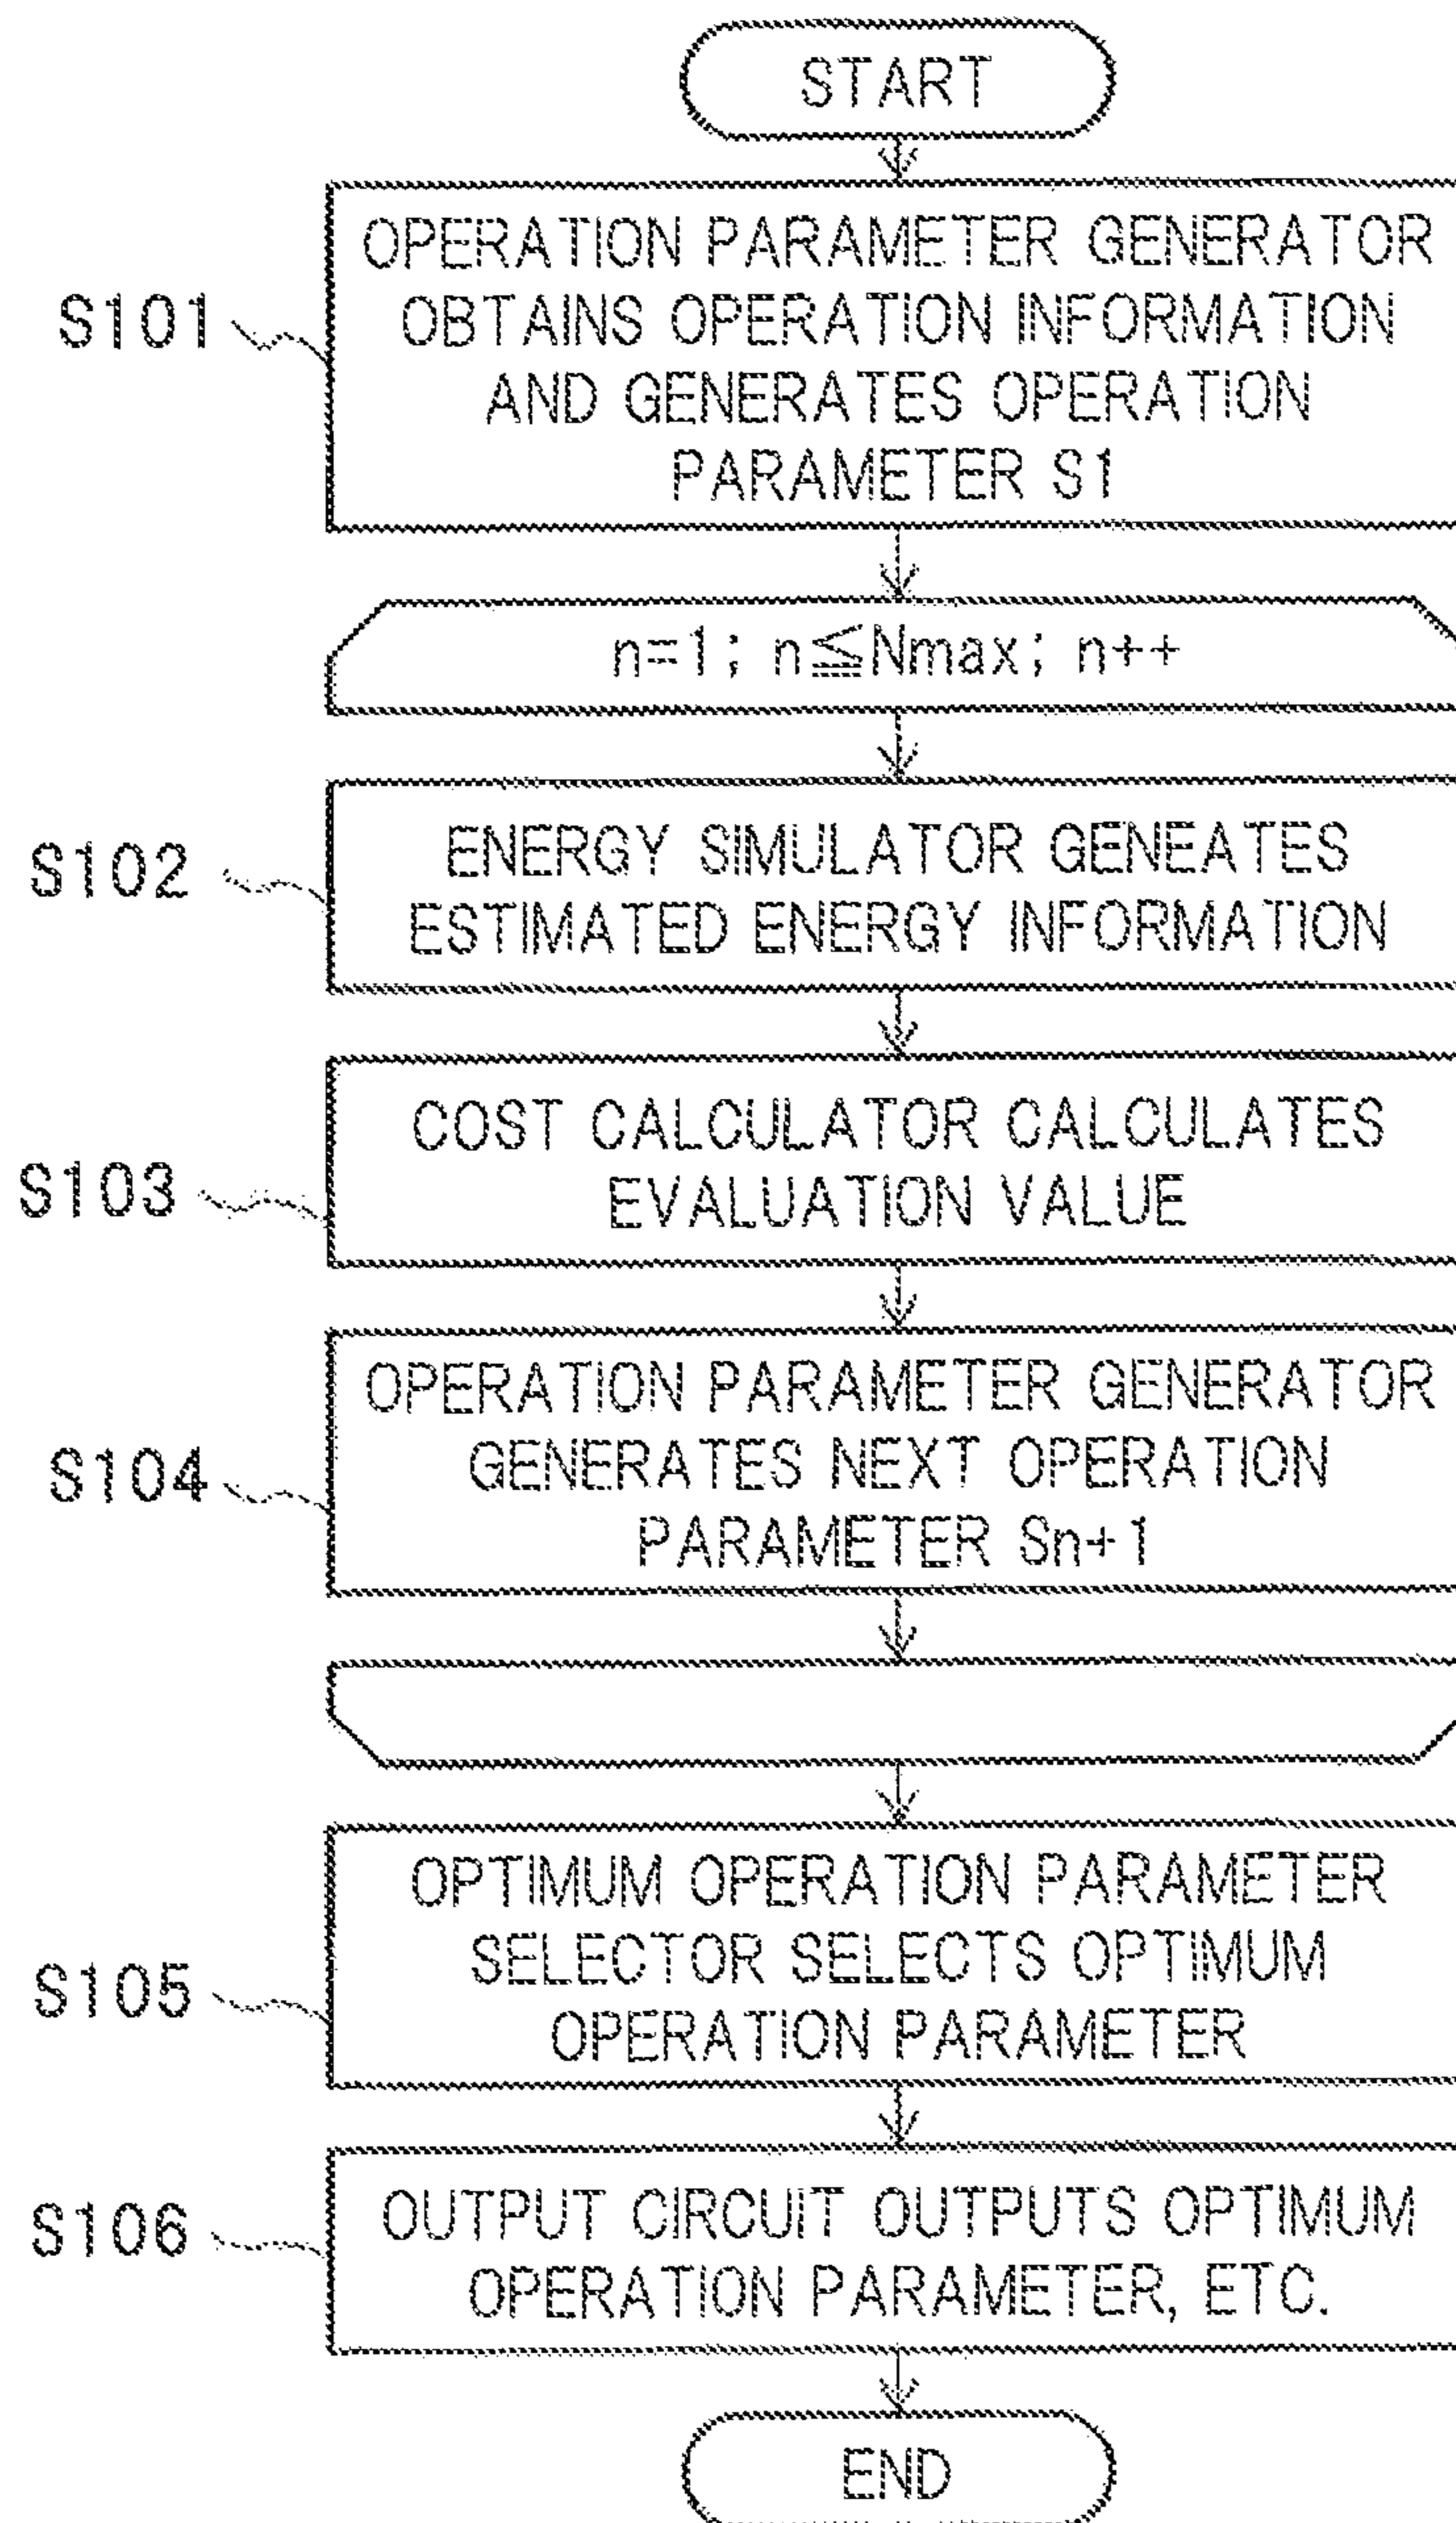 START
S101
OPERATION PARAMETER GENERATOR
OBTAINS OPERATION INFORMATION
AND GENERATES OPERATION
PARAMETER S1
n=1; n≦Nmax; n++
S102
ENERGY SIMULATOR GENEATES
ESTIMATED ENERGY INFORMATION
S103
COST CALCULATOR CALCULATES
EVALUATION VALUE
S104
OPERATION PARAMETER GENERATOR
GENERATES NEXT OPERATION
PARAMETER Sn+1
S105
OPTIMUM OPERATION PARAMETER
SELECTOR SELECTS OPTIMUM
OPERATION PARAMETER
S106
OUTPUT CIRCUIT OUTPUTS OPTIMUM
OPERATION PARAMETER, ETC.
END